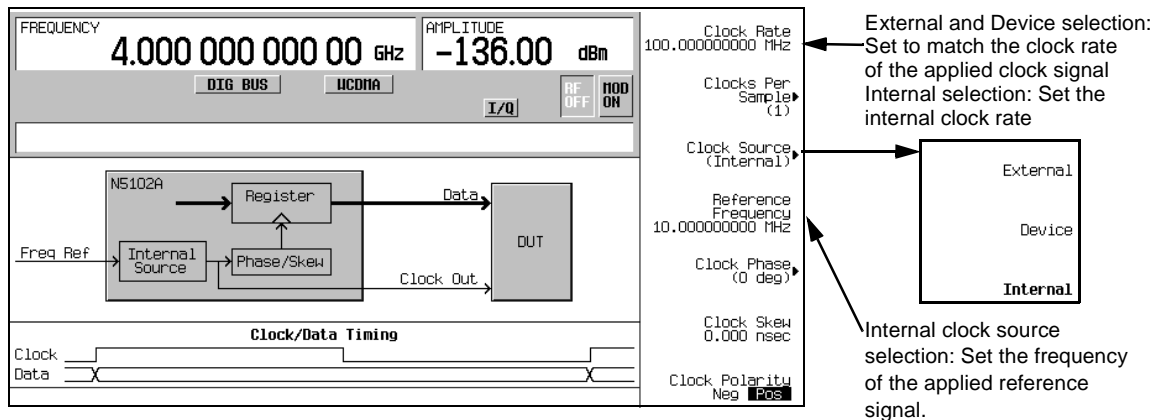 FREQUENCY
4.000 000 000 00 GHz
AMPLITUDE
-136.00 dBm
DIG BUS
WCDMA
I/Q
RF OFF
MOD ON
N5102A
Register
Data
Freq Ref
Internal Source
Phase/Skew
DUT
Clock Out
Clock/Data Timing
Clock
Data
Clock Rate
100.000000000 MHz
Clocks Per
Sample
(1)
Clock Source
(Internal)
Reference
Frequency
10.000000000 MHz
Clock Phase
(0 deg)
Clock Skew
0.000 nsec
Clock Polarity
Neg Pos
External and Device selection:
Set to match the clock rate
of the applied clock signal
Internal selection: Set the
internal clock rate
External
Device
Internal
Internal clock source
selection: Set the frequency
of the applied reference
signal.